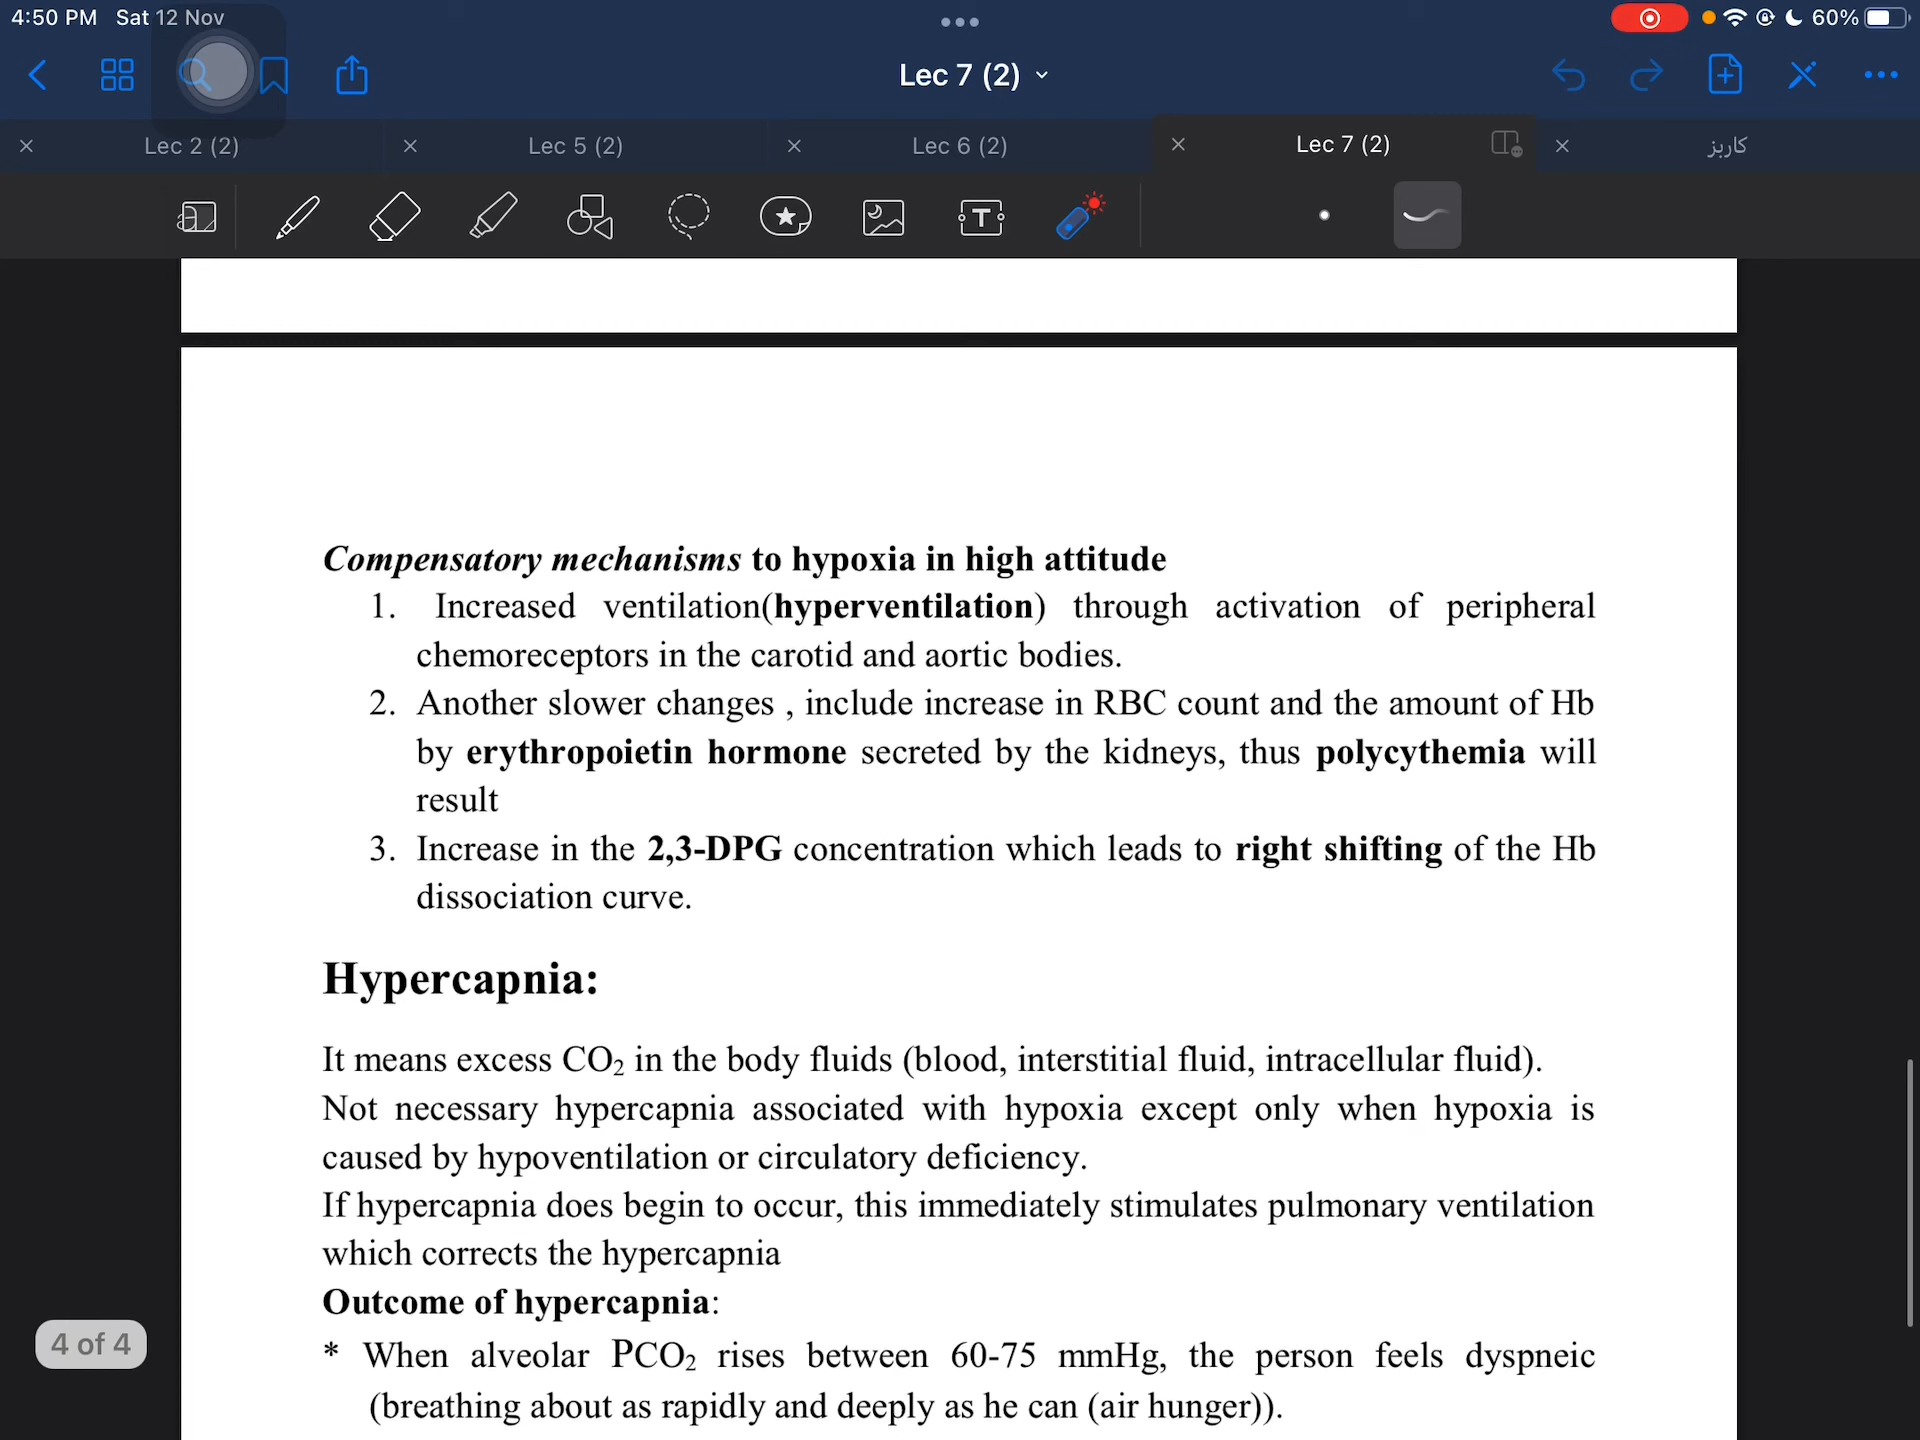 4:50 PM Sat 12 Nov
60%
Lec 7 (2)
Lec 2 (2)
Lec 5 (2)
Lec 6 (2)
Lec 7 (2)
كاربز
Compensatory mechanisms to hypoxia in high attitude
1. Increased ventilation(hyperventilation) through activation of peripheral
chemoreceptors in the carotid and aortic bodies.
2. Another slower changes , include increase in RBC count and the amount of Hb
by erythropoietin hormone secreted by the kidneys, thus polycythemia will
result
3. Increase in the 2,3-DPG concentration which leads to right shifting of the Hb
dissociation curve.
Hypercapnia:
It means excess CO₂ in the body fluids (blood, interstitial fluid, intracellular fluid).
Not necessary hypercapnia associated with hypoxia except only when hypoxia is
caused by hypoventilation or circulatory deficiency.
If hypercapnia does begin to occur, this immediately stimulates pulmonary ventilation
which corrects the hypercapnia
Outcome of hypercapnia:
* When alveolar PCO₂ rises between 60-75 mmHg, the person feels dyspneic
(breathing about as rapidly and deeply as he can (air hunger)).
4 of 4